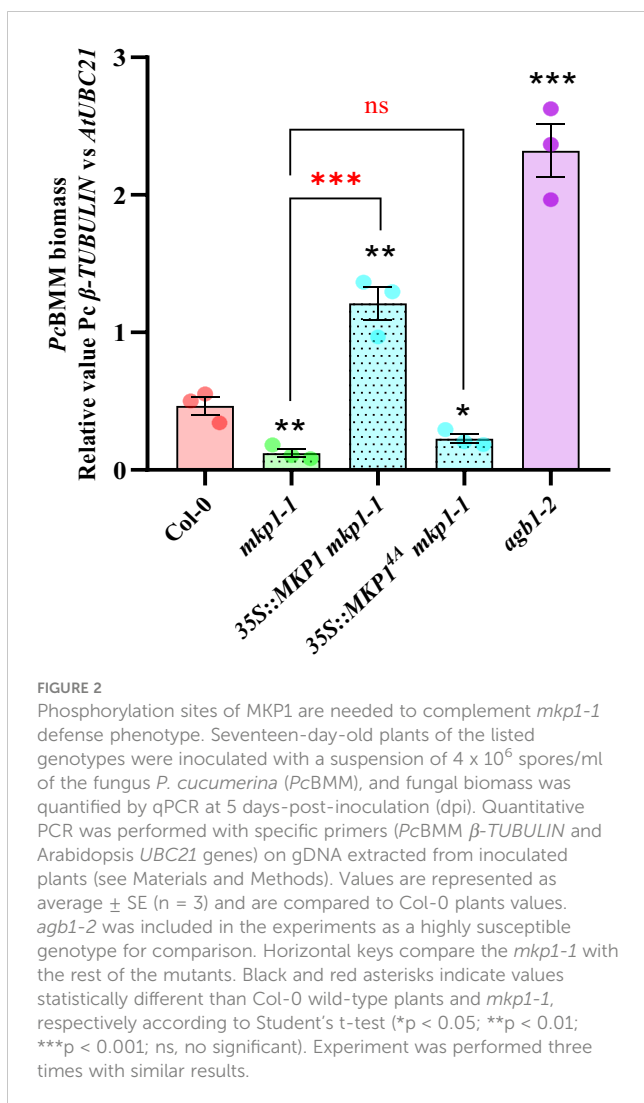 PcBMM biomass
Relative value Pc β-TUBULIN vs AtUBC21
3
2
1
0
ns
***
**
**
*
***
Col-0
mkp1-1
35S::MKP1 mkp1-1
35S::MKP1⁴ᴬ mkp1-1
agb1-2
FIGURE 2
Phosphorylation sites of MKP1 are needed to complement mkp1-1
defense phenotype. Seventeen-day-old plants of the listed
genotypes were inoculated with a suspension of 4 x 10⁶ spores/ml
of the fungus P. cucumerina (PcBMM), and fungal biomass was
quantified by qPCR at 5 days-post-inoculation (dpi). Quantitative
PCR was performed with specific primers (PcBMM β-TUBULIN and
Arabidopsis UBC21 genes) on gDNA extracted from inoculated
plants (see Materials and Methods). Values are represented as
average ± SE (n = 3) and are compared to Col-0 plants values.
agb1-2 was included in the experiments as a highly susceptible
genotype for comparison. Horizontal keys compare the mkp1-1 with
the rest of the mutants. Black and red asterisks indicate values
statistically different than Col-0 wild-type plants and mkp1-1,
respectively according to Student's t-test (*p < 0.05; **p < 0.01;
***p < 0.001; ns, no significant). Experiment was performed three
times with similar results.